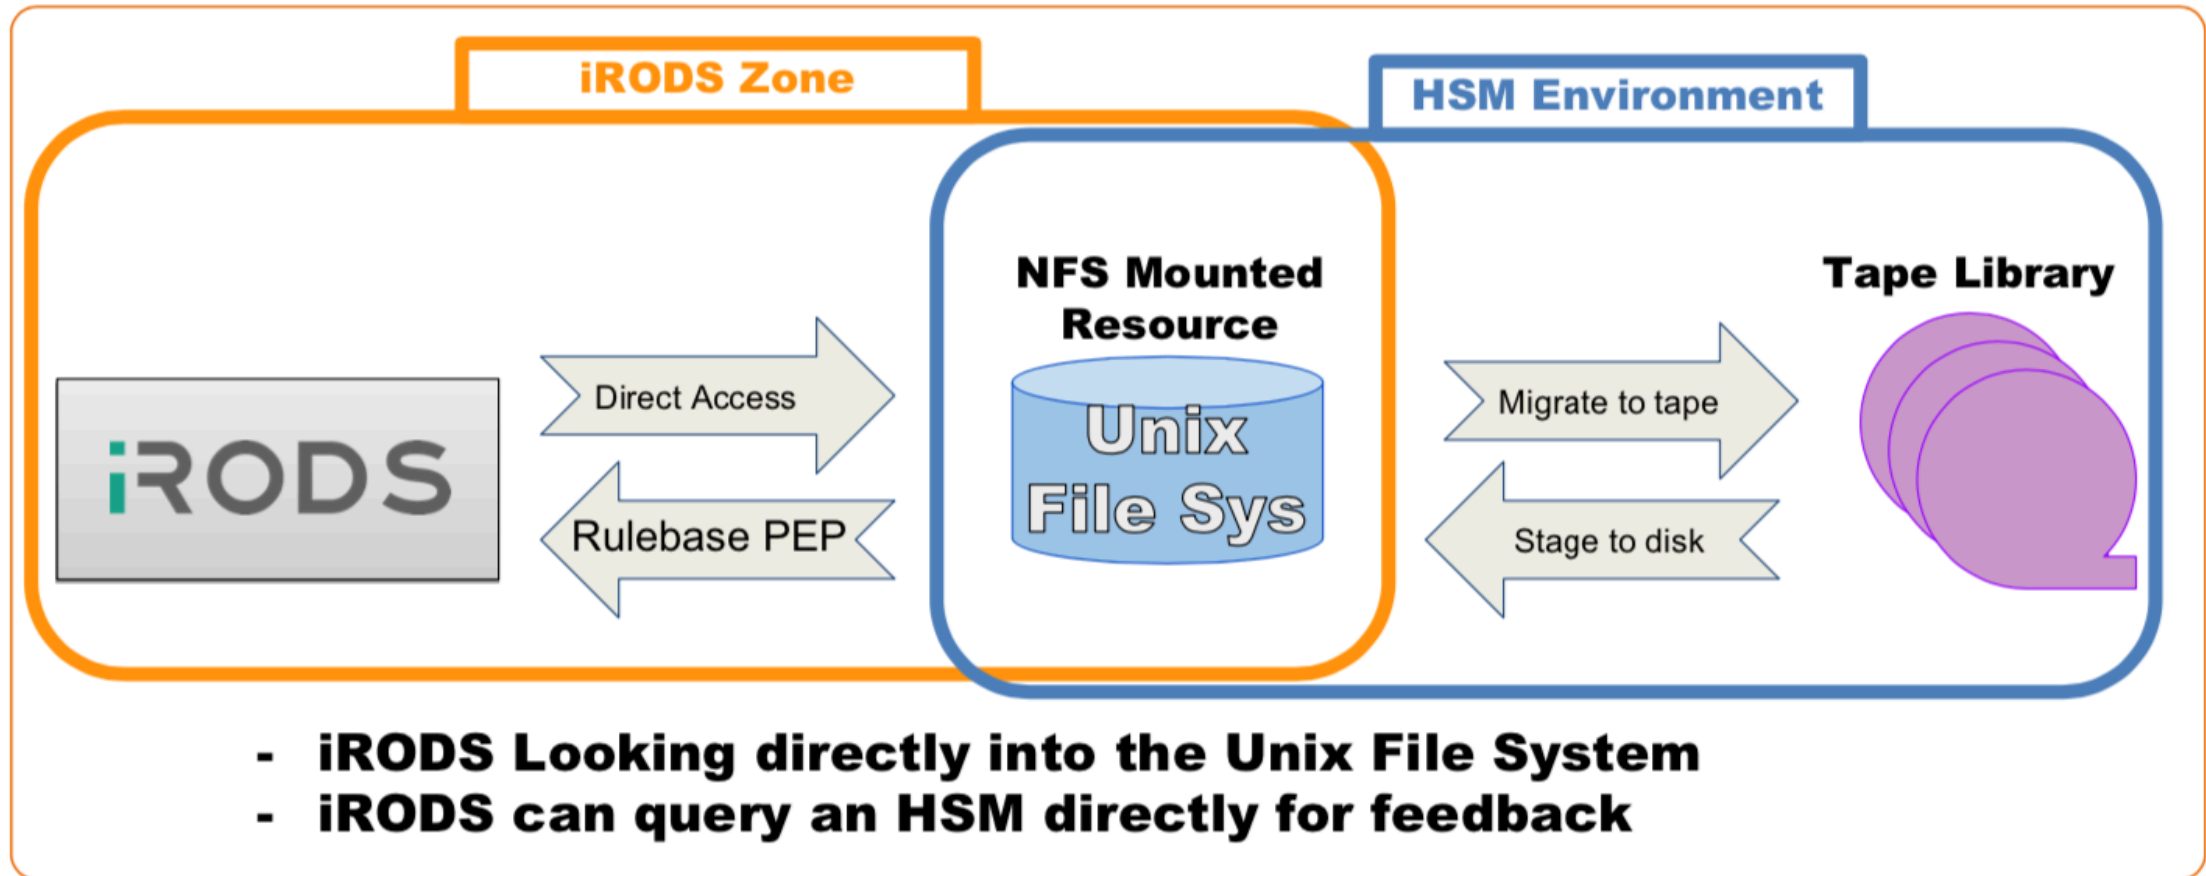 iRODS Zone
HSM Environment
NFS Mounted
Resource
Tape Library
Direct Access
Migrate to tape
Unix
File Sys
iRODS
Rulebase PEP
Stage to disk
- iRODS Looking directly into the Unix File System
- iRODS can query an HSM directly for feedback